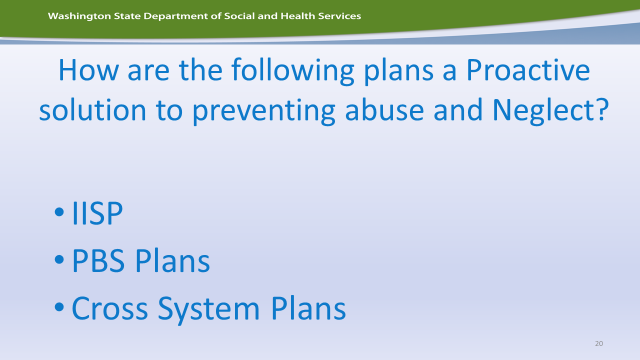 Washington State Department of Social and Health Services
How are the following plans a Proactive
solution to preventing abuse and Neglect?
• IISP
• PBS Plans
• Cross System Plans
20